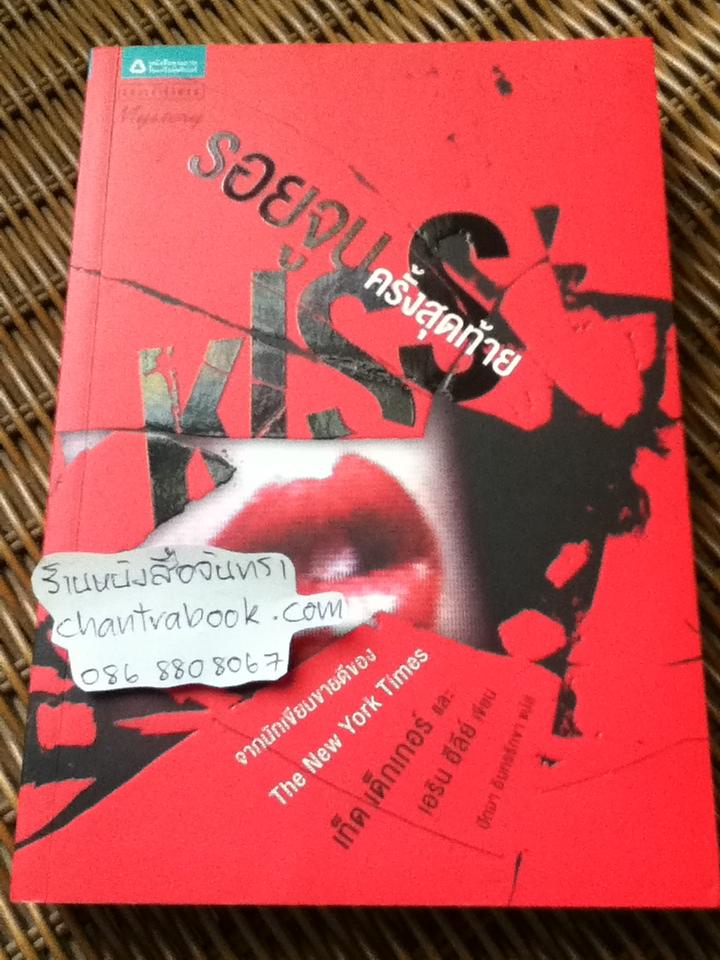 Mystery
รอยจูบ
ครั้งสุดท้าย
KISS
ร้านหนังสือจันทรา
chantrabook.com
086 8808067
จากนักเขียนขายดีของ
The New York Times
เท็ด เด็กเกอร์ และ
เอริน ฮีลีย์ เขียน